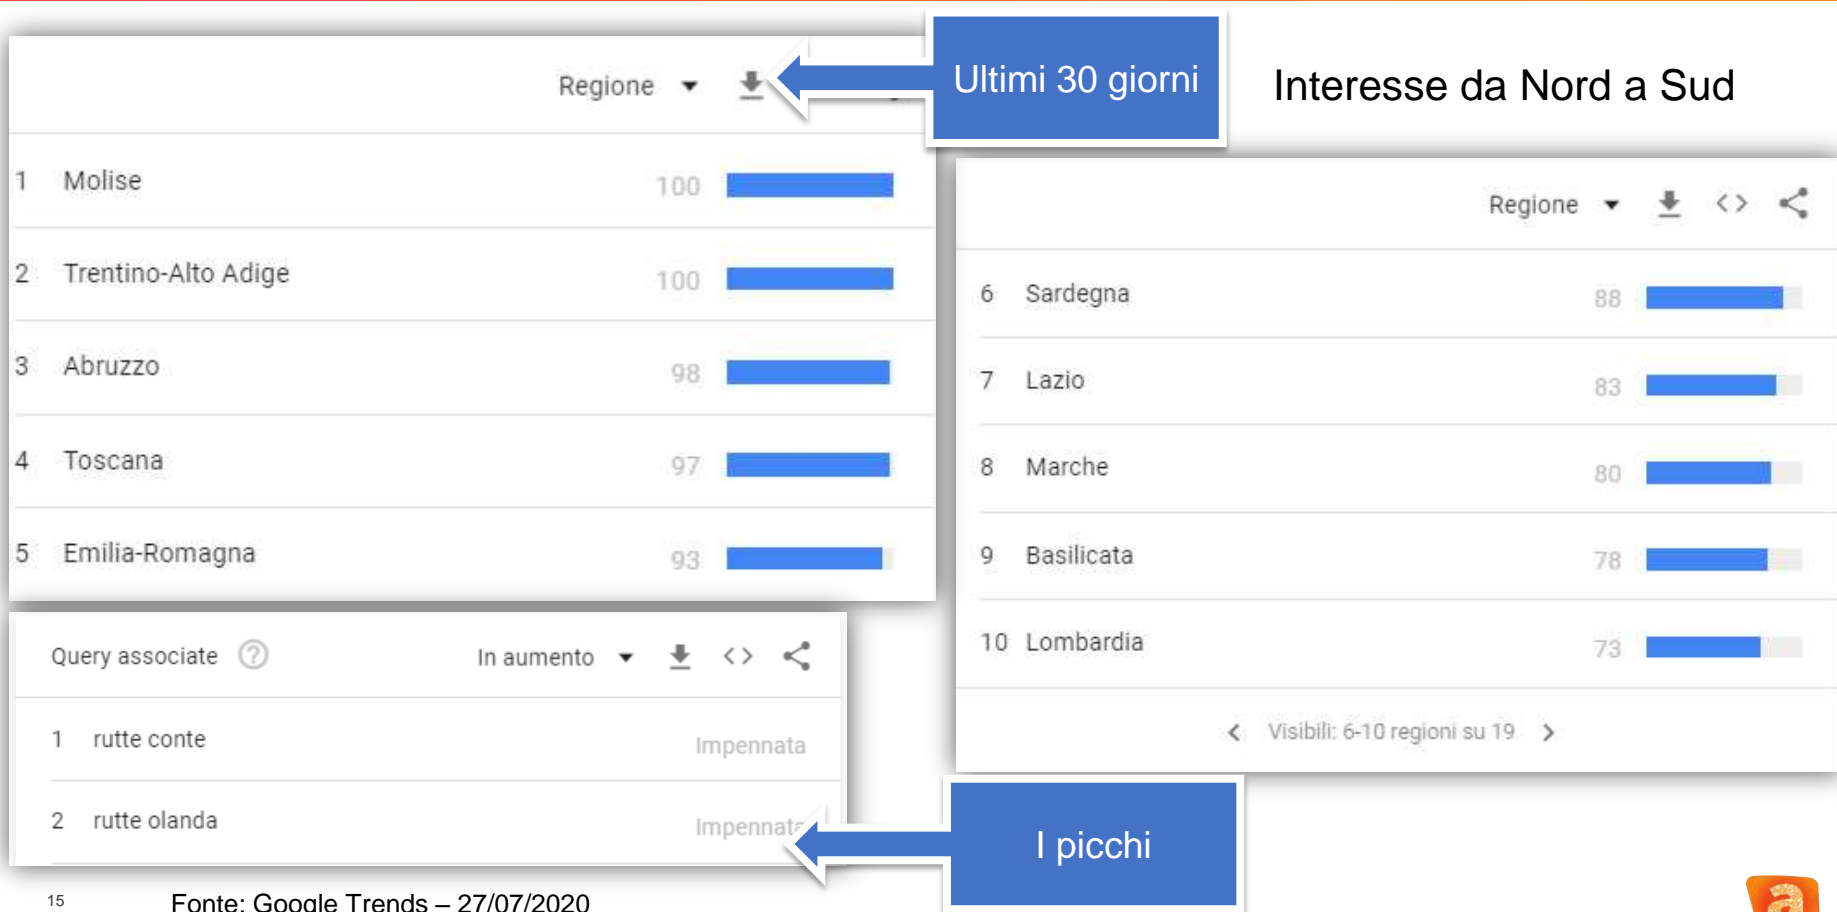 Ultimi 30 giorni
Interesse da Nord a Sud
Regione
1 Molise 100
2 Trentino-Alto Adige 100
3 Abruzzo 98
4 Toscana 97
5 Emilia-Romagna 93
Regione
6 Sardegna 88
7 Lazio 83
8 Marche 80
9 Basilicata 78
10 Lombardia 73
Visibili: 6-10 regioni su 19
Query associate In aumento
1 rutte conte Impennata
2 rutte olanda Impennata
I picchi
15
Fonte: Google Trends – 27/07/2020